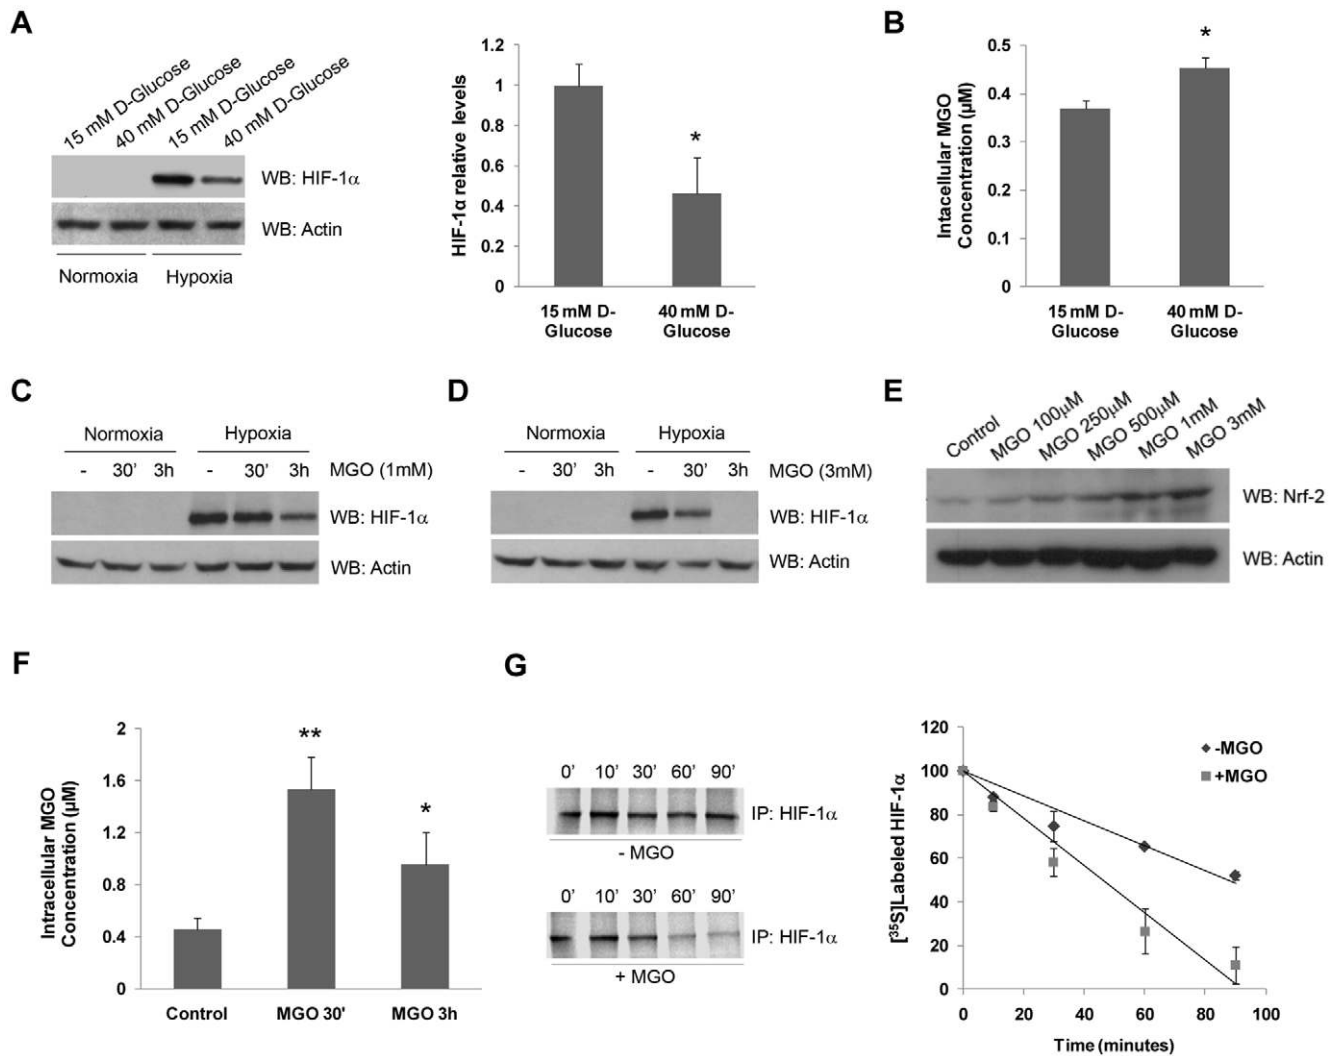 A
15 mM D-Glucose
40 mM D-Glucose
15 mM D-Glucose
40 mM D-Glucose
WB: HIF-1α
WB: Actin
Normoxia Hypoxia
HIF-1α relative levels
1.2
1
0.8
0.6
0.4
0.2
0
*
15 mM D-
Glucose
40 mM D-
Glucose
B
Intacellular MGO
Concentration (µM)
0.5
0.4
0.3
0.2
0.1
0
*
15 mM D-
Glucose
40 mM D-
Glucose
C
Normoxia Hypoxia
- 30' 3h - 30' 3h MGO (1mM)
WB: HIF-1α
WB: Actin
D
Normoxia Hypoxia
- 30' 3h - 30' 3h MGO (3mM)
WB: HIF-1α
WB: Actin
E
Control
MGO 100µM
MGO 250µM
MGO 500µM
MGO 1mM
MGO 3mM
WB: Nrf-2
WB: Actin
F
Intracellular MGO
Concentration (µM)
2
1.6
1.2
0.8
0.4
0
**
*
Control MGO 30' MGO 3h
G
0' 10' 30' 60' 90'
IP: HIF-1α
- MGO
0' 10' 30' 60' 90'
IP: HIF-1α
+ MGO
[³⁵S]Labeled HIF-1α
120
100
80
60
40
20
0
-MGO
+MGO
0 20 40 60 80 100
Time (minutes)